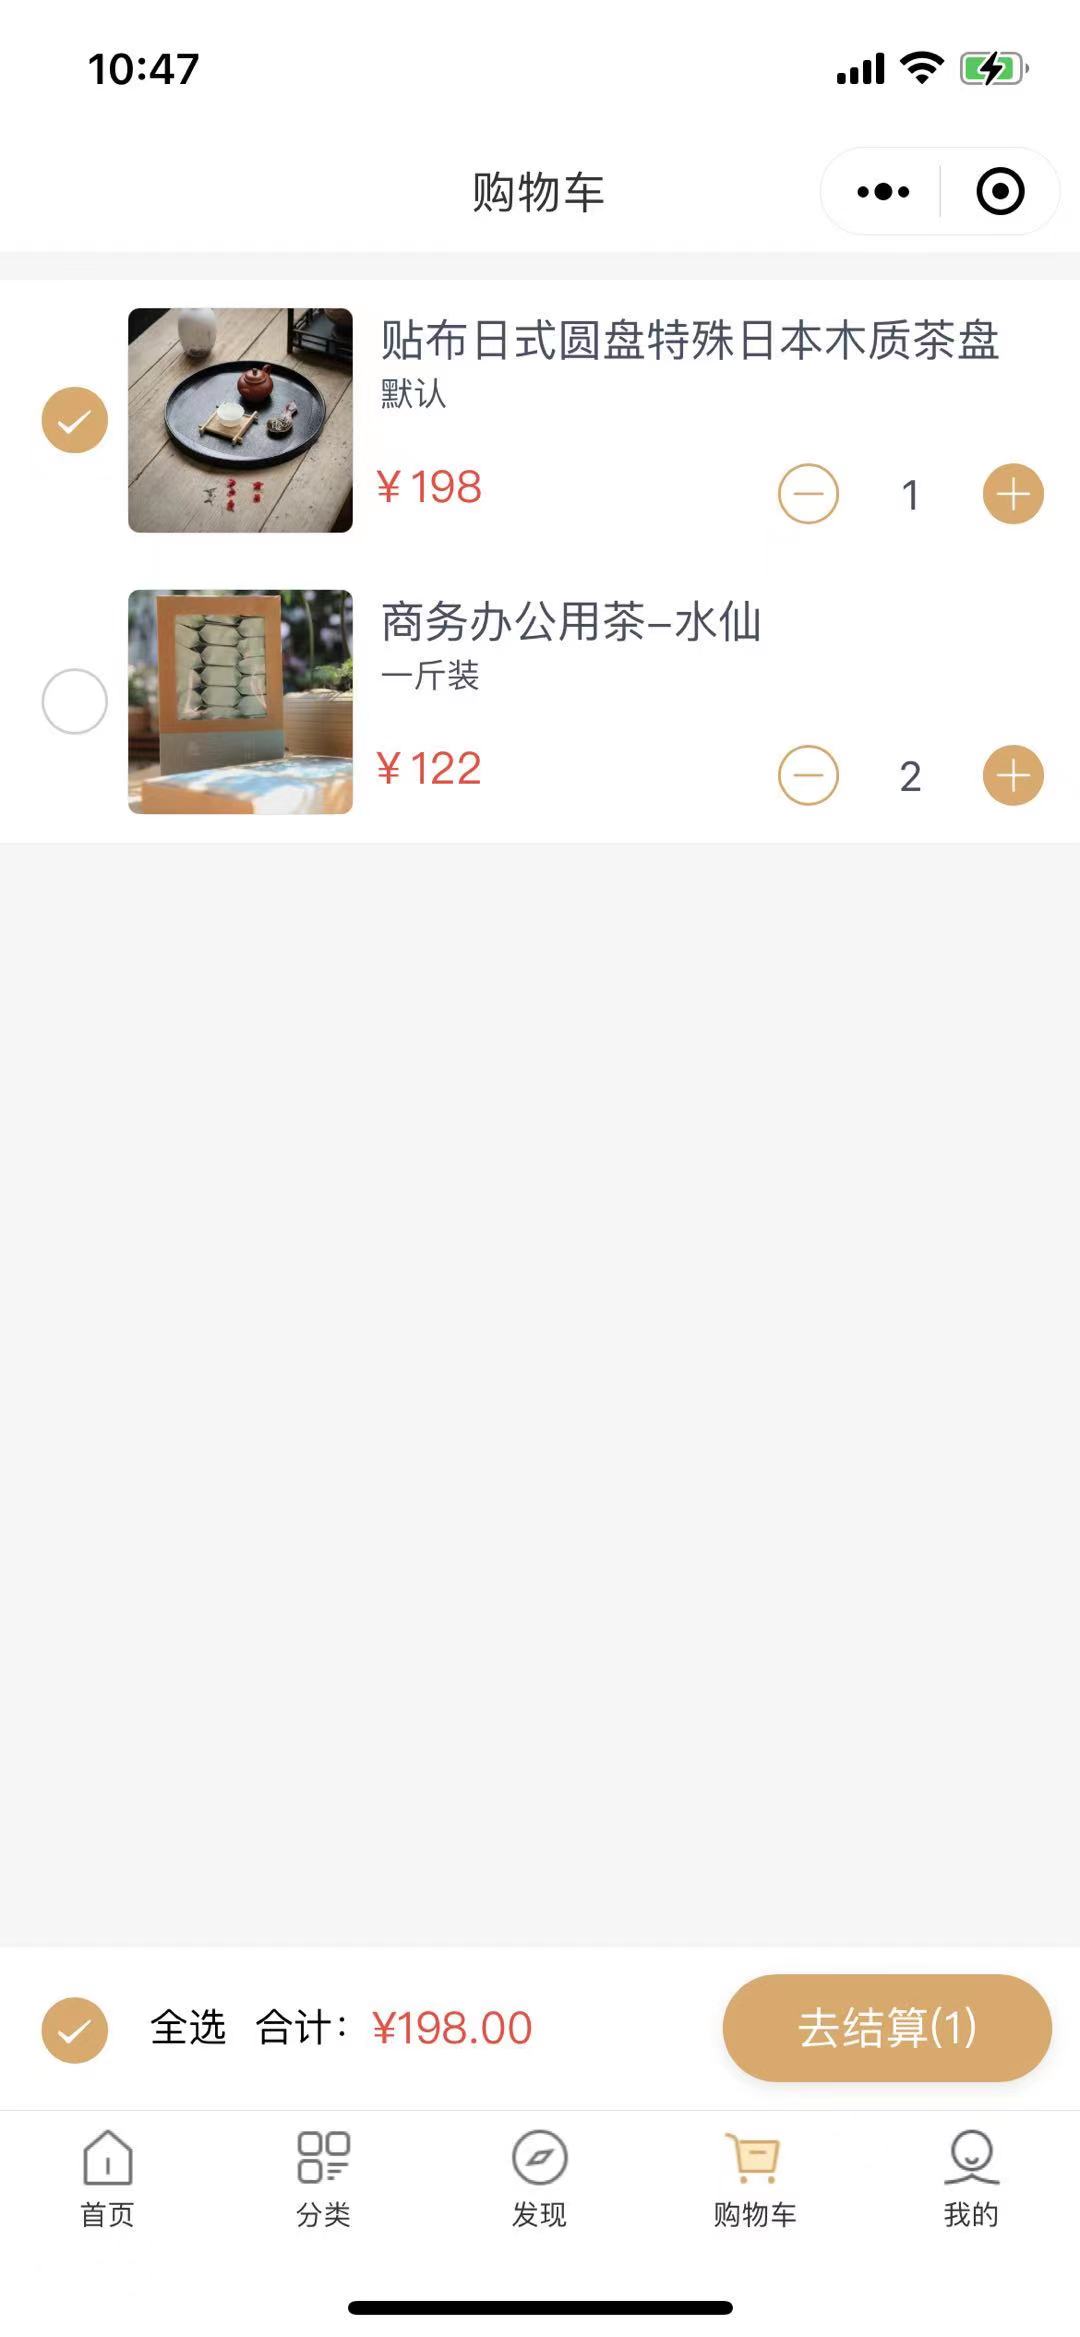 10:47
购物车
贴布日式圆盘特殊日本木质茶盘
默认
¥198
1
商务办公用茶-水仙
一斤装
¥122
2
全选 合计：¥198.00
去结算(1)
首页
分类
发现
购物车
我的